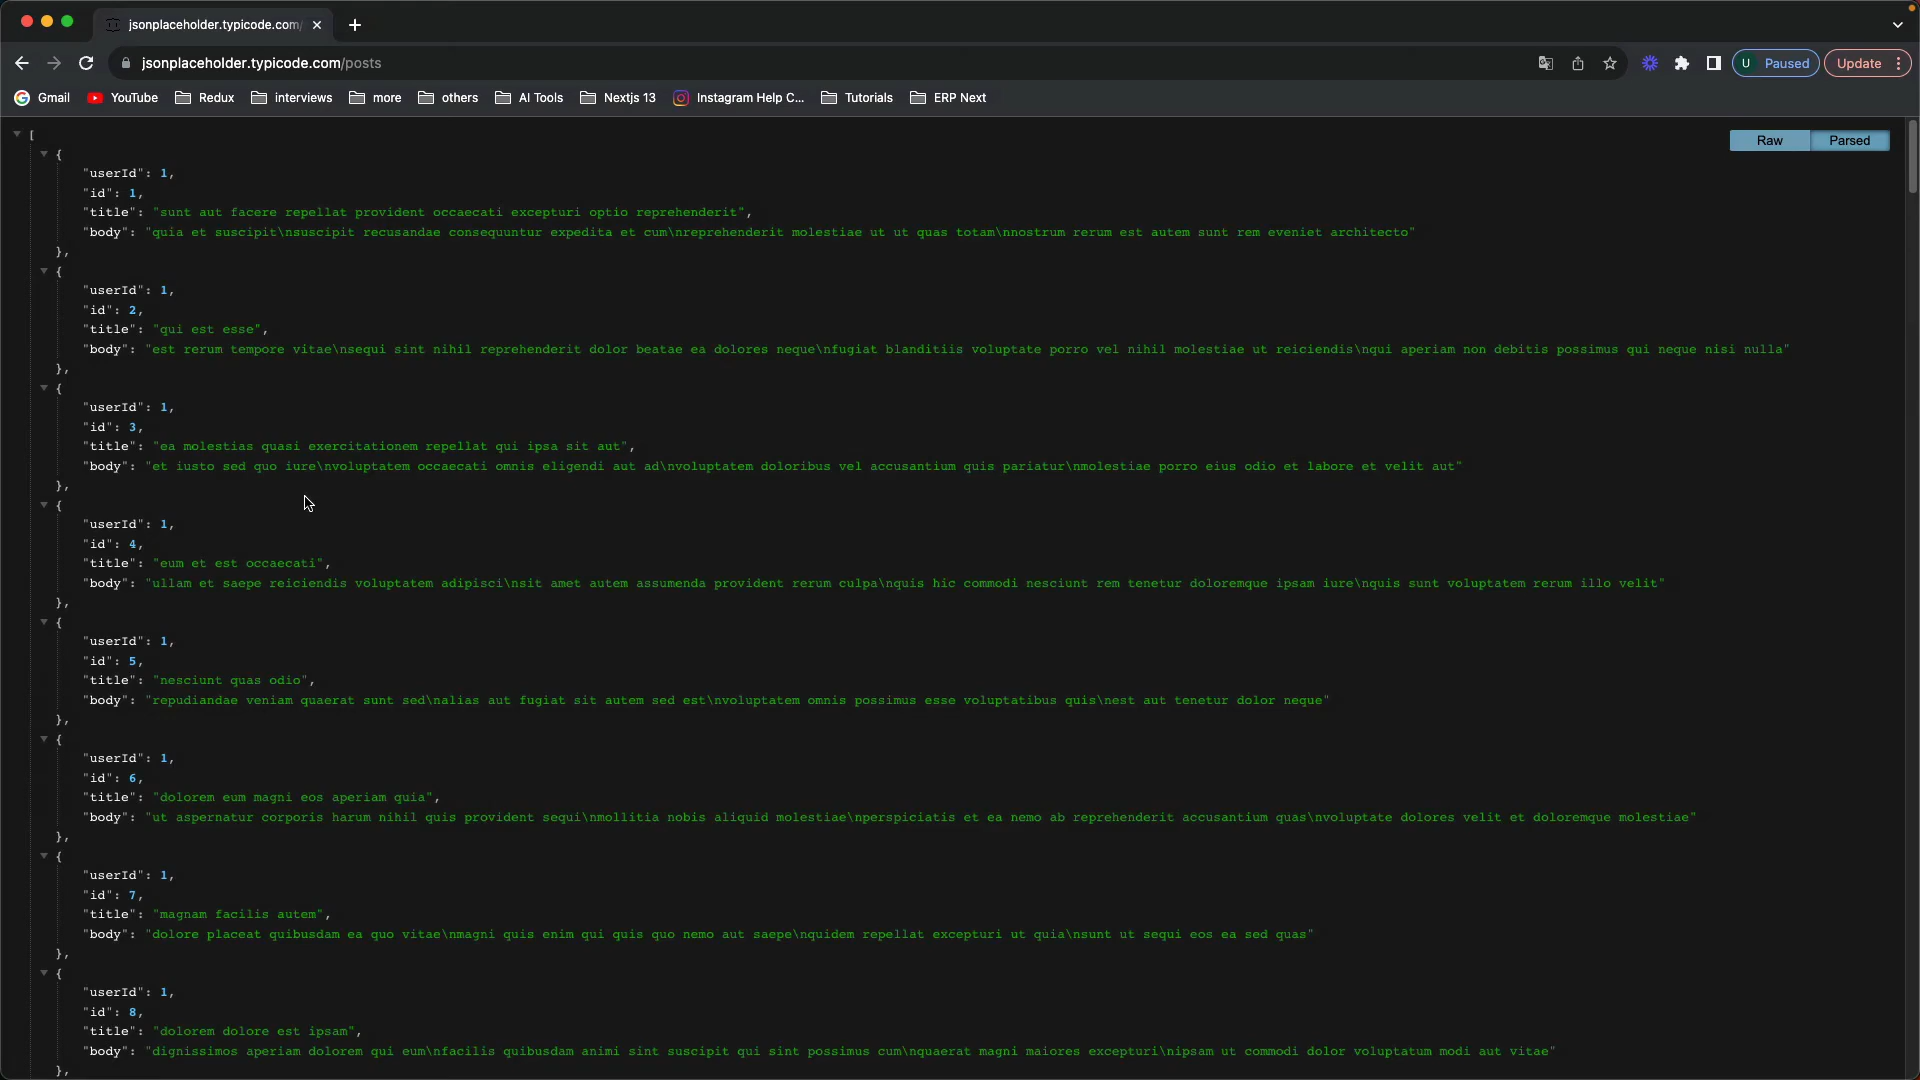 jsonplaceholder.typicode.com/
jsonplaceholder.typicode.com/posts
U Paused Update
Gmail YouTube Redux interviews more others AI Tools Nextjs 13 Instagram Help C... Tutorials ERP Next
Raw Parsed
[
{
"userId": 1,
"id": 1,
"title": "sunt aut facere repellat provident occaecati excepturi optio reprehenderit",
"body": "quia et suscipit\nsuscipit recusandae consequuntur expedita et cum\nreprehenderit molestiae ut ut quas totam\nnostrum rerum est autem sunt rem eveniet architecto"
},
{
"userId": 1,
"id": 2,
"title": "qui est esse",
"body": "est rerum tempore vitae\nsequi sint nihil reprehenderit dolor beatae ea dolores neque\nfugiat blanditiis voluptate porro vel nihil molestiae ut reiciendis\nqui aperiam non debitis possimus qui neque nisi nulla"
},
{
"userId": 1,
"id": 3,
"title": "ea molestias quasi exercitationem repellat qui ipsa sit aut",
"body": "et iusto sed quo iure\nvoluptatem occaecati omnis eligendi aut ad\nvoluptatem doloribus vel accusantium quis pariatur\nmolestiae porro eius odio et labore et velit aut"
},
{
"userId": 1,
"id": 4,
"title": "eum et est occaecati",
"body": "ullam et saepe reiciendis voluptatem adipisci\nsit amet autem assumenda provident rerum culpa\nquis hic commodi nesciunt rem tenetur doloremque ipsam iure\nquis sunt voluptatem rerum illo velit"
},
{
"userId": 1,
"id": 5,
"title": "nesciunt quas odio",
"body": "repudiandae veniam quaerat sunt sed\nalias aut fugiat sit autem sed est\nvoluptatem omnis possimus esse voluptatibus quis\nest aut tenetur dolor neque"
},
{
"userId": 1,
"id": 6,
"title": "dolorem eum magni eos aperiam quia",
"body": "ut aspernatur corporis harum nihil quis provident sequi\nmollitia nobis aliquid molestiae\nperspiciatis et ea nemo ab reprehenderit accusantium quas\nvoluptate dolores velit et doloremque molestiae"
},
{
"userId": 1,
"id": 7,
"title": "magnam facilis autem",
"body": "dolore placeat quibusdam ea quo vitae\nmagni quis enim qui quis quo nemo aut saepe\nquidem repellat excepturi ut quia\nsunt ut sequi eos ea sed quas"
},
{
"userId": 1,
"id": 8,
"title": "dolorem dolore est ipsam",
"body": "dignissimos aperiam dolorem qui eum\nfacilis quibusdam animi sint suscipit qui sint possimus cum\nquaerat magni maiores excepturi\nipsam ut commodi dolor voluptatum modi aut vitae"
},